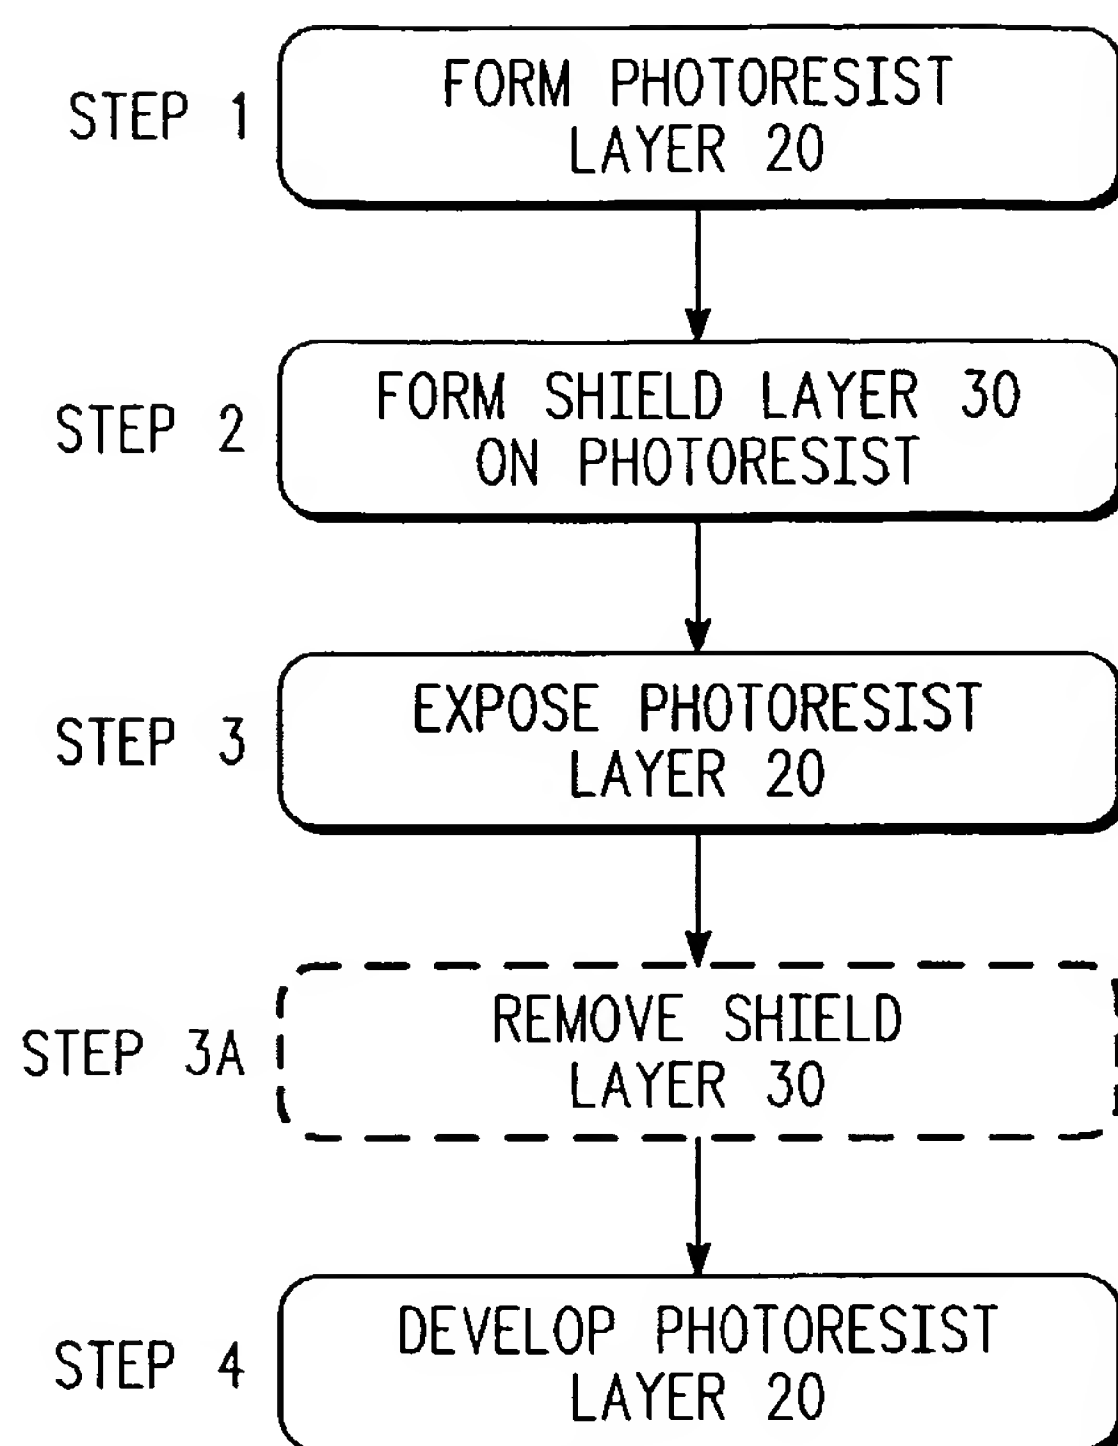 STEP 1
FORM PHOTORESIST
LAYER 20
STEP 2
FORM SHIELD LAYER 30
ON PHOTORESIST
STEP 3
EXPOSE PHOTORESIST
LAYER 20
STEP 3A
REMOVE SHIELD
LAYER 30
STEP 4
DEVELOP PHOTORESIST
LAYER 20